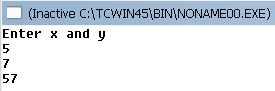 (Inactive C:\TCWIN45\BIN\NONAME00.EXE)
Enter x and y
5
7
57